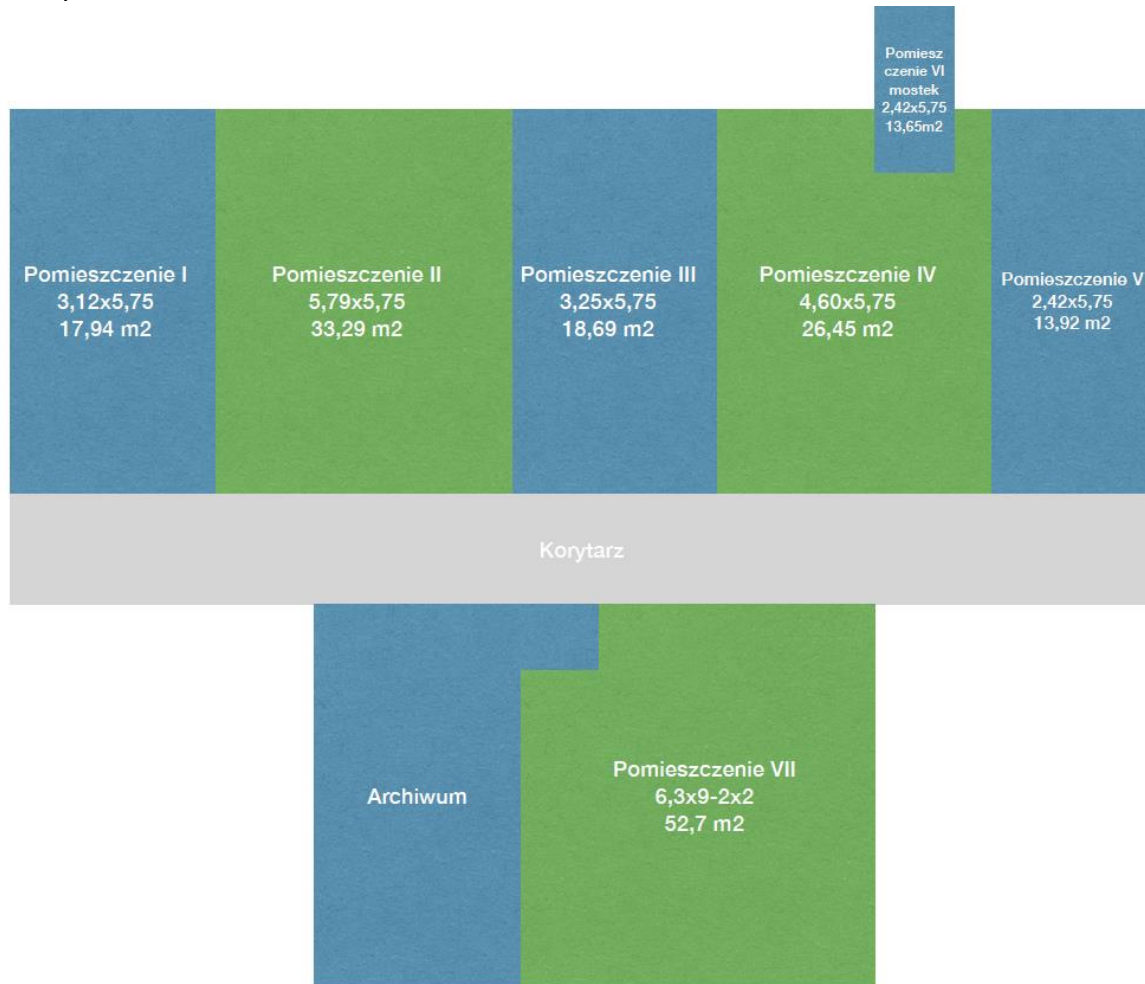 Pomiesz
czenie VI
mostek
2,42x5,75
13,65m2
Pomieszczenie I
3,12x5,75
17,94 m2
Pomieszczenie II
5,79x5,75
33,29 m2
Pomieszczenie III
3,25x5,75
18,69 m2
Pomieszczenie IV
4,60x5,75
26,45 m2
Pomieszczenie V
2,42x5,75
13,92 m2
Korytarz
Archiwum
Pomieszczenie VII
6,3x9-2x2
52,7 m2